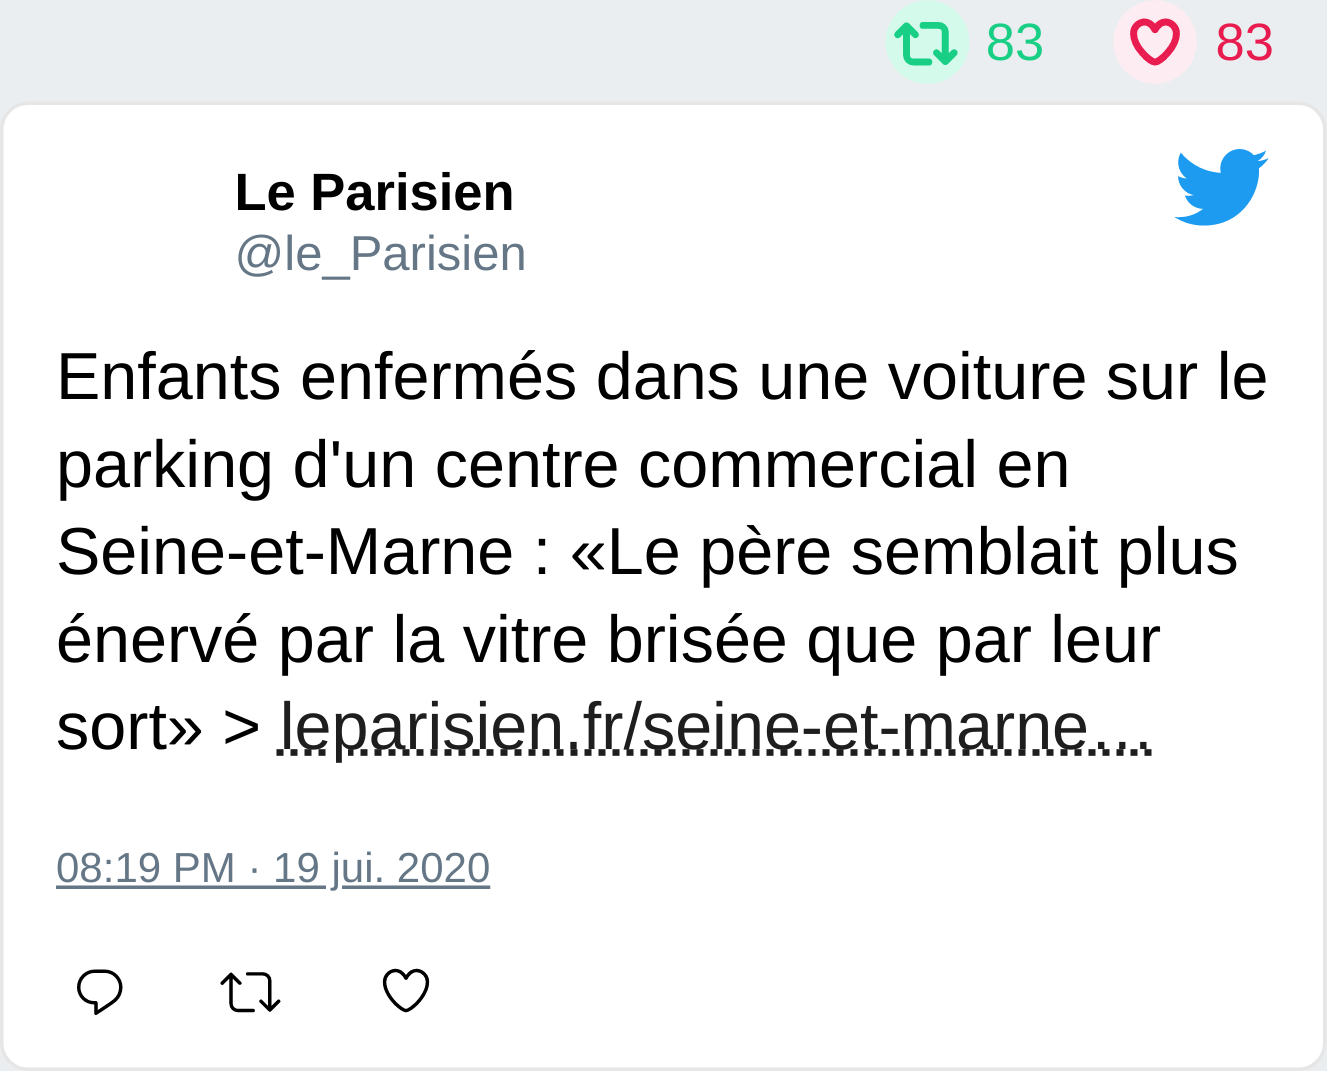 83 83
Le Parisien
@le_Parisien
Enfants enfermés dans une voiture sur le
parking d'un centre commercial en
Seine-et-Marne : «Le père semblait plus
énervé par la vitre brisée que par leur
sort» > leparisien.fr/seine-et-marne…
08:19 PM · 19 jui. 2020